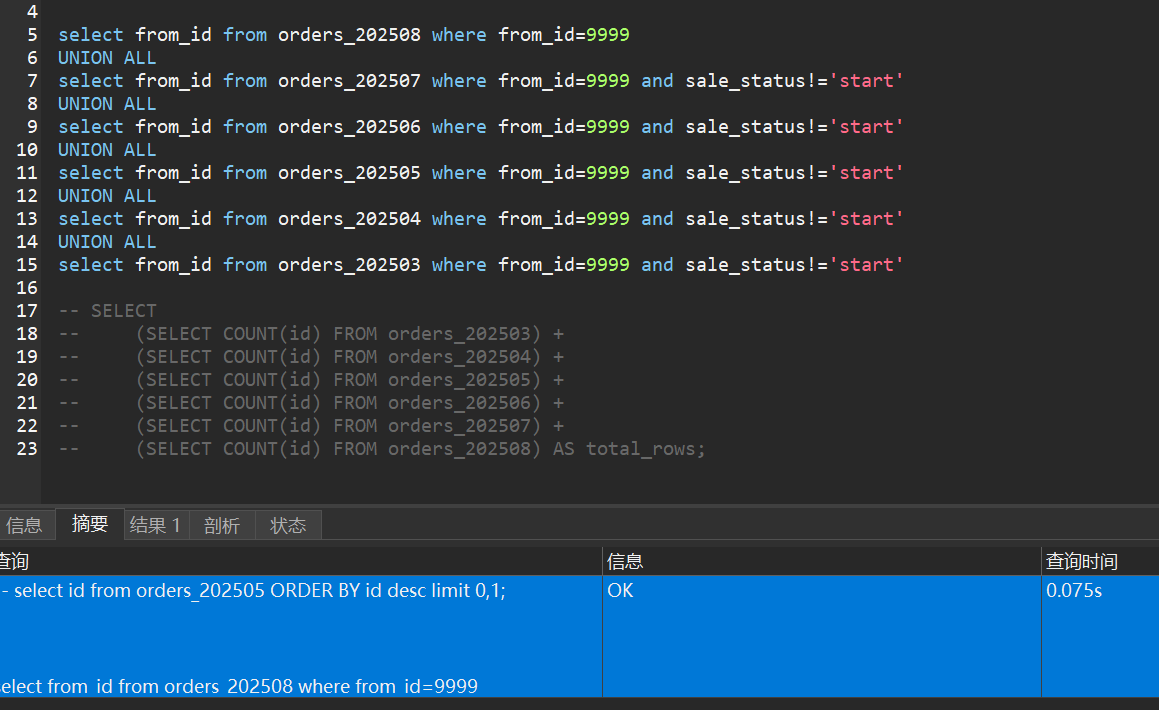 4
5 select from_id from orders_202508 where from_id=9999
6 UNION ALL
7 select from_id from orders_202507 where from_id=9999 and sale_status!='start'
8 UNION ALL
9 select from_id from orders_202506 where from_id=9999 and sale_status!='start'
10 UNION ALL
11 select from_id from orders_202505 where from_id=9999 and sale_status!='start'
12 UNION ALL
13 select from_id from orders_202504 where from_id=9999 and sale_status!='start'
14 UNION ALL
15 select from_id from orders_202503 where from_id=9999 and sale_status!='start'
16
17 -- SELECT
18 --     (SELECT COUNT(id) FROM orders_202503) +
19 --     (SELECT COUNT(id) FROM orders_202504) +
20 --     (SELECT COUNT(id) FROM orders_202505) +
21 --     (SELECT COUNT(id) FROM orders_202506) +
22 --     (SELECT COUNT(id) FROM orders_202507) +
23 --     (SELECT COUNT(id) FROM orders_202508) AS total_rows;
信息 摘要 结果 1 剖析 状态
查询 信息 查询时间
- select id from orders_202505 ORDER BY id desc limit 0,1; OK 0.075s
select from_id from orders_202508 where from_id=9999